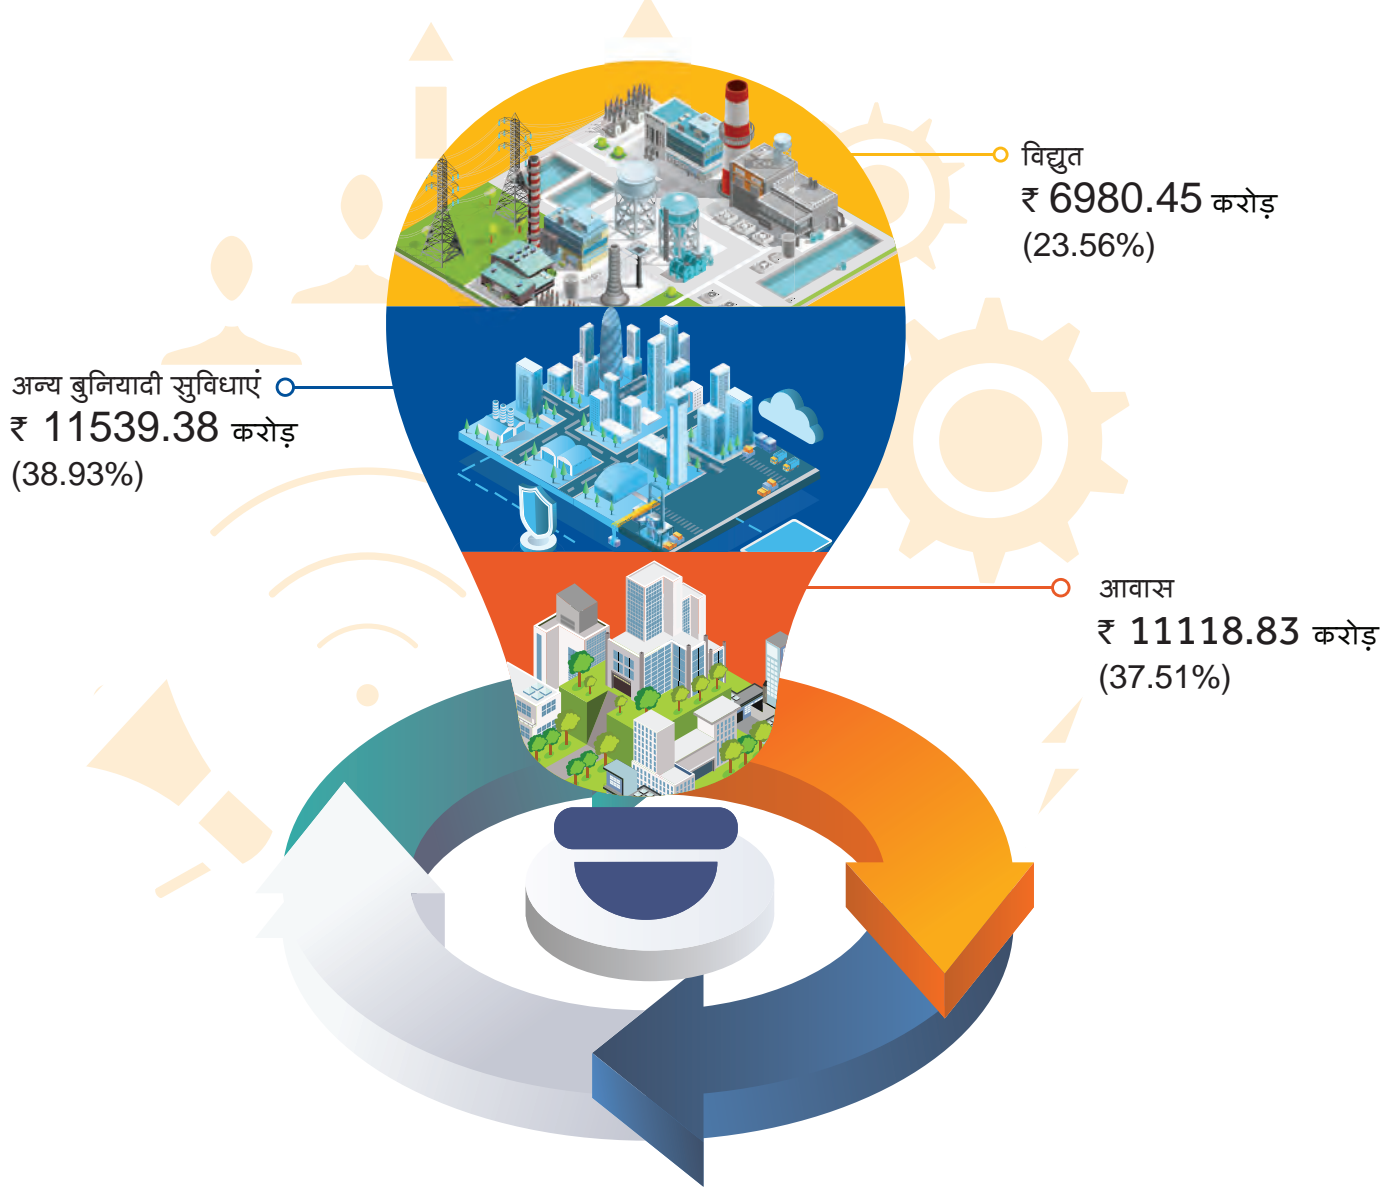 विद्युत
₹ 6980.45 करोड़
(23.56%)
अन्य बुनियादी सुविधाएं
₹ 11539.38 करोड़
(38.93%)
आवास
₹ 11118.83 करोड़
(37.51%)